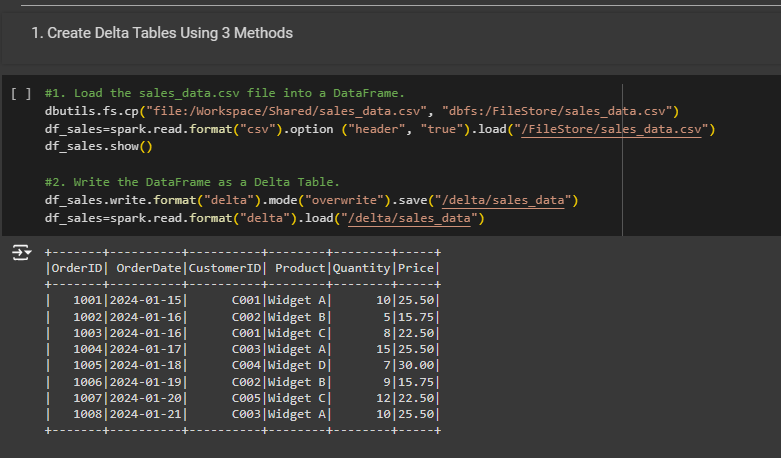 1. Create Delta Tables Using 3 Methods
[ ] #1. Load the sales_data.csv file into a DataFrame.
dbutils.fs.cp("file:/Workspace/Shared/sales_data.csv", "dbfs:/FileStore/sales_data.csv")
df_sales=spark.read.format("csv").option ("header", "true").load("/FileStore/sales_data.csv")
df_sales.show()
#2. Write the DataFrame as a Delta Table.
df_sales.write.format("delta").mode("overwrite").save("/delta/sales_data")
df_sales=spark.read.format("delta").load("/delta/sales_data")
+-------+----------+----------+--------+--------+-----+
|OrderID| OrderDate|CustomerID| Product|Quantity|Price|
+-------+----------+----------+--------+--------+-----+
|   1001|2024-01-15|      C001|Widget A|      10|25.50|
|   1002|2024-01-16|      C002|Widget B|       5|15.75|
|   1003|2024-01-16|      C001|Widget C|       8|22.50|
|   1004|2024-01-17|      C003|Widget A|      15|25.50|
|   1005|2024-01-18|      C004|Widget D|       7|30.00|
|   1006|2024-01-19|      C002|Widget B|       9|15.75|
|   1007|2024-01-20|      C005|Widget C|      12|22.50|
|   1008|2024-01-21|      C003|Widget A|      10|25.50|
+-------+----------+----------+--------+--------+-----+